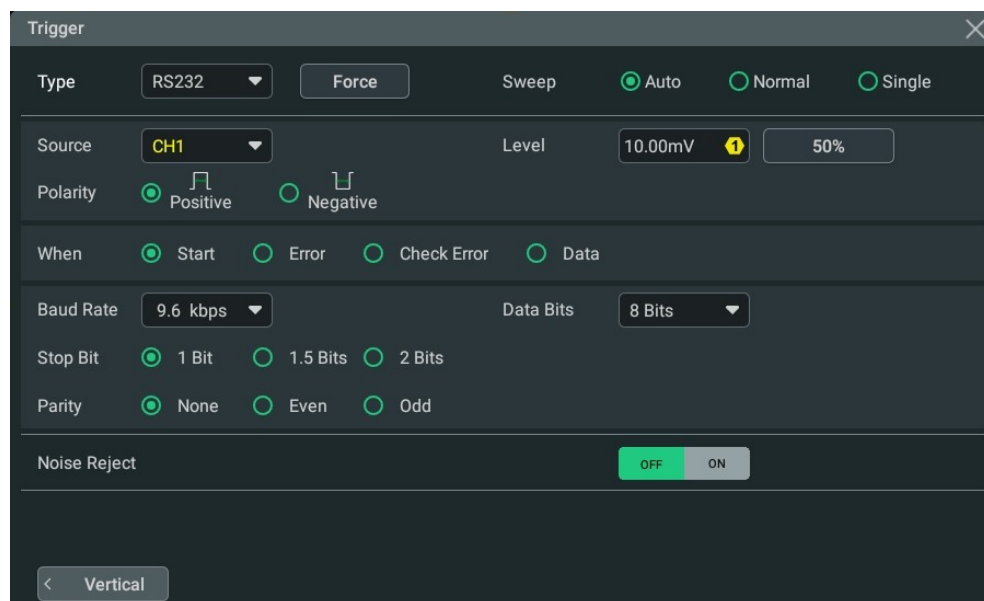 Trigger
Type RS232 Force Sweep Auto Normal Single
Source CH1 Level 10.00mV 1 50%
Polarity Positive Negative
When Start Error Check Error Data
Baud Rate 9.6 kbps Data Bits 8 Bits
Stop Bit 1 Bit 1.5 Bits 2 Bits
Parity None Even Odd
Noise Reject OFF ON
< Vertical